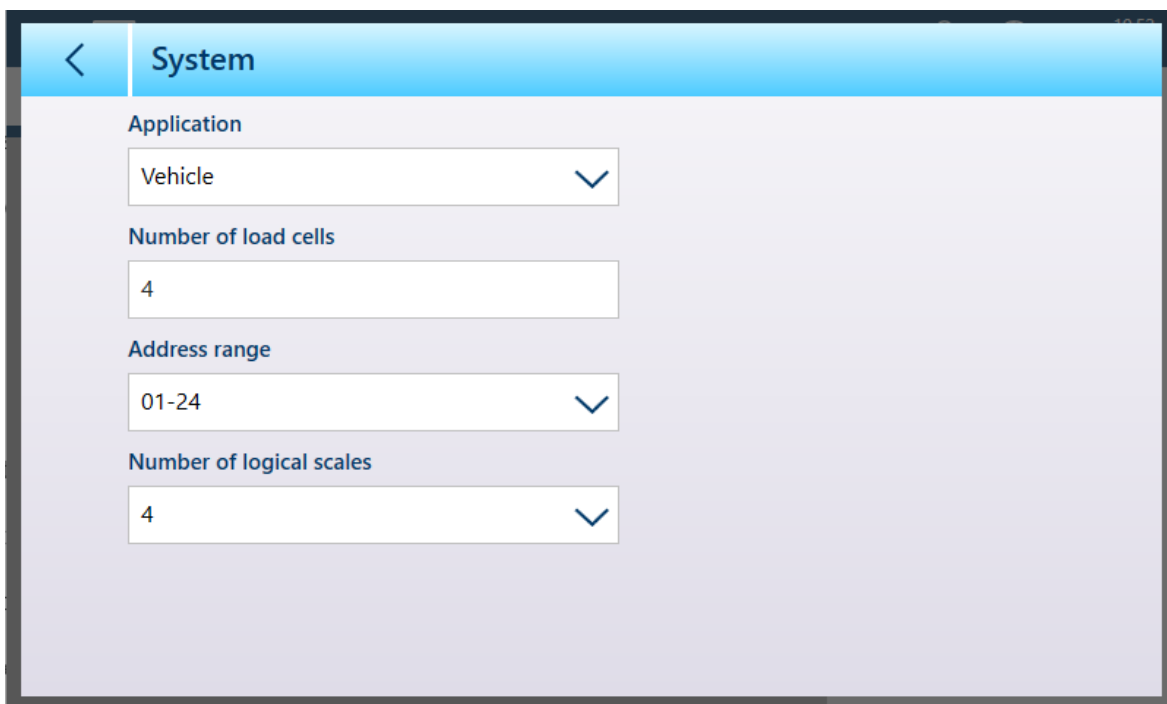 System
Application
Vehicle
Number of load cells
4
Address range
01-24
Number of logical scales
4